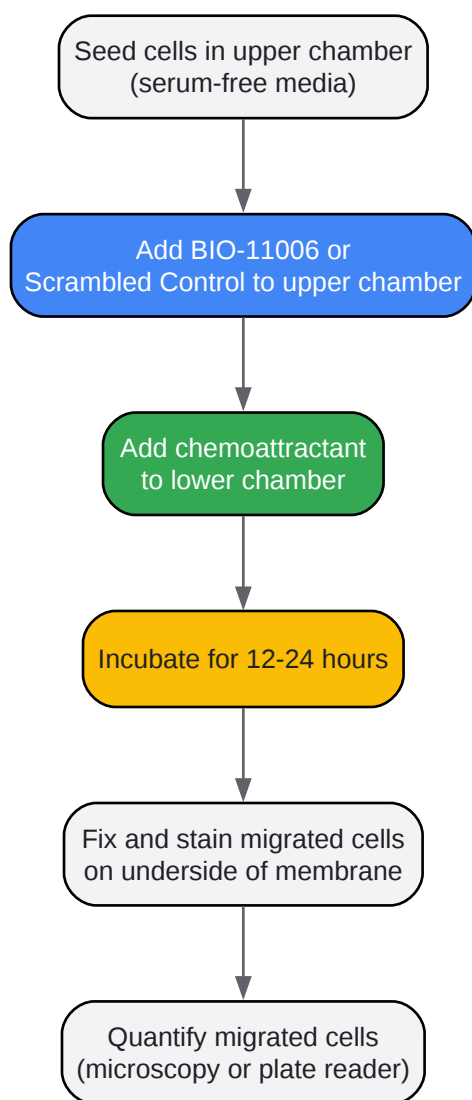 Seed cells in upper chamber
(serum-free media)
Add BIO-11006 or
Scrambled Control to upper chamber
Add chemoattractant
to lower chamber
Incubate for 12-24 hours
Fix and stain migrated cells
on underside of membrane
Quantify migrated cells
(microscopy or plate reader)